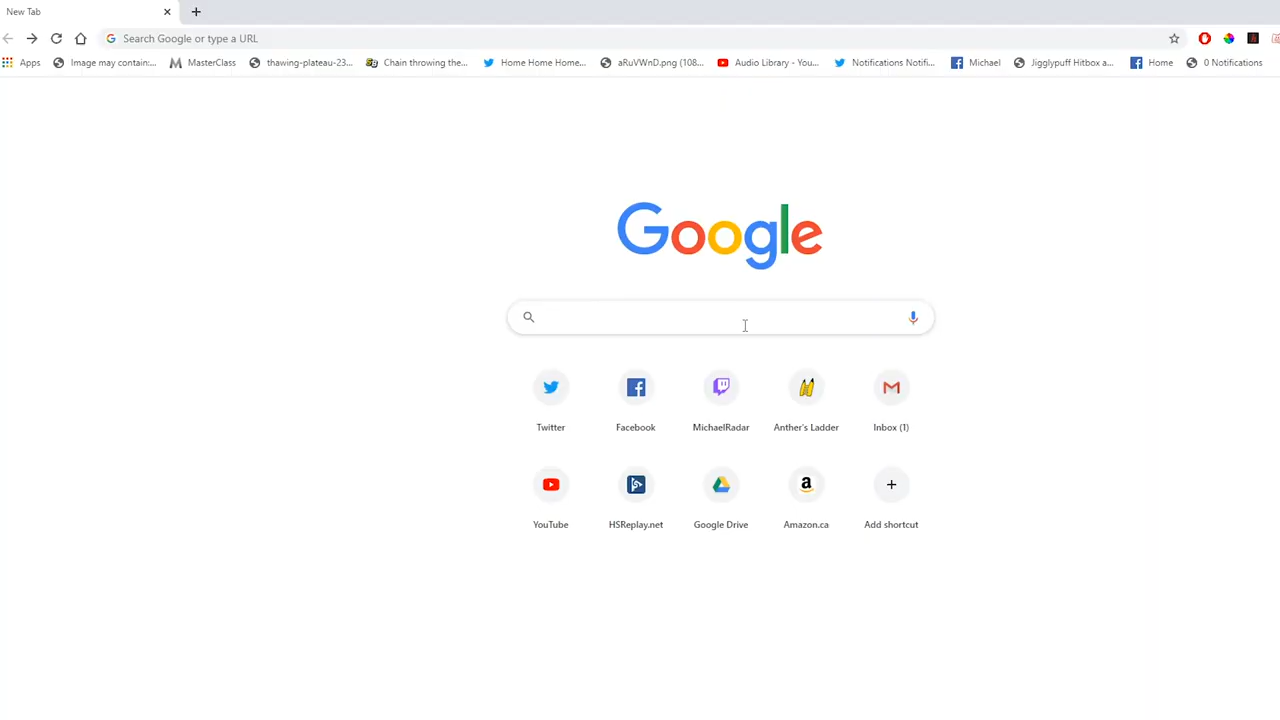 New Tab
Search Google or type a URL
Apps Image may contain:... MasterClass thawing-plateau-23... Chain throwing the... Home Home Home... aRuVWnD.png (108... Audio Library - You... Notifications Notifi... Michael Jigglypuff Hitbox a... Home 0 Notifications
Google
Twitter Facebook MichaelRadar Anther's Ladder Inbox (1)
YouTube HSReplay.net Google Drive Amazon.ca Add shortcut